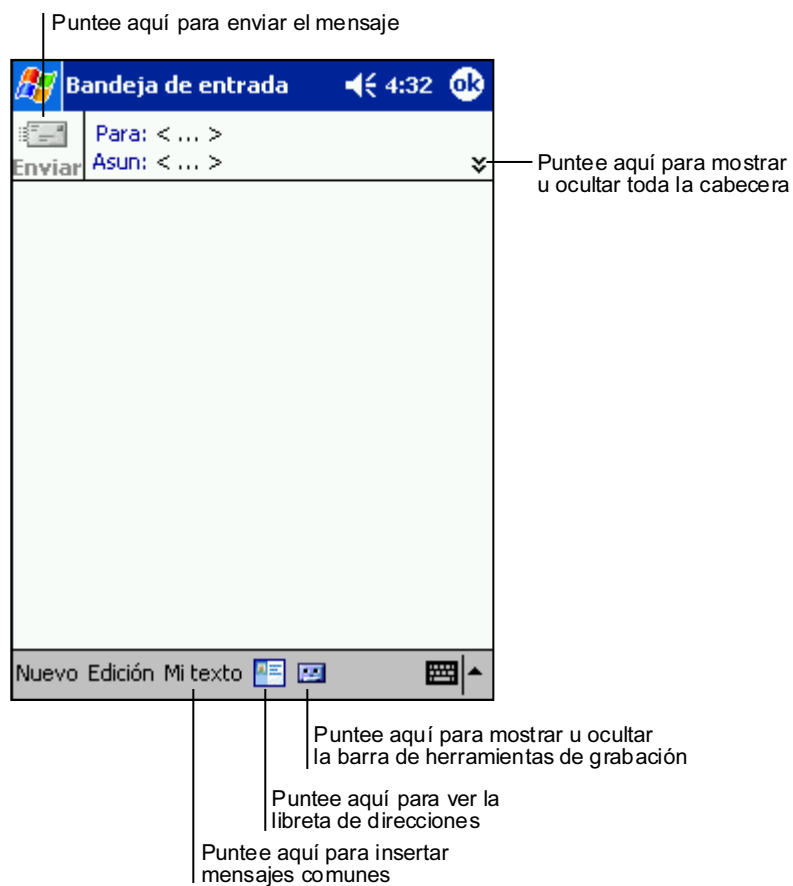 Puntee aquí para enviar el mensaje
Bandeja de entrada 4:32 ok
Para: < ... >
Enviar Asun: < ... >
Puntee aquí para mostrar
u ocultar toda la cabecera
Nuevo Edición Mi texto
Puntee aquí para mostrar u ocultar
la barra de herramientas de grabación
Puntee aquí para ver la
libreta de direcciones
Puntee aquí para insertar
mensajes comunes